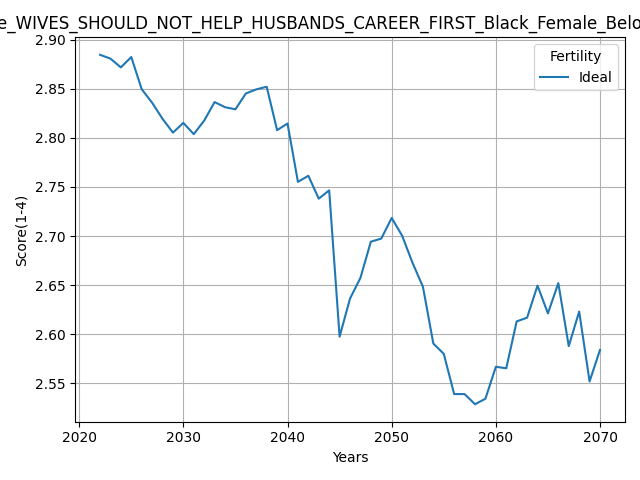 e_WIVES_SHOULD_NOT_HELP_HUSBANDS_CAREER_FIRST_Black_Female_Belo
Fertility
Ideal
2.90
2.85
2.80
2.75
2.70
2.65
2.60
2.55
Score(1-4)
2020 2030 2040 2050 2060 2070
Years